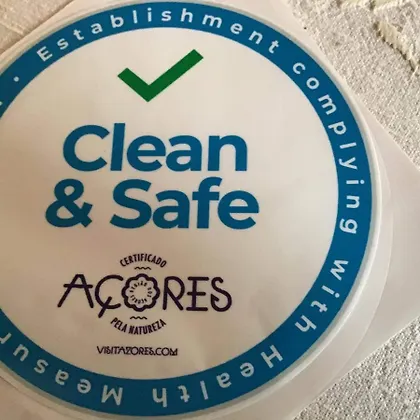 • Establishment complying with Health Measur
Clean
& Safe
CERTIFICADO
AÇORES
PELA NATUREZA
VISITAZORES.COM